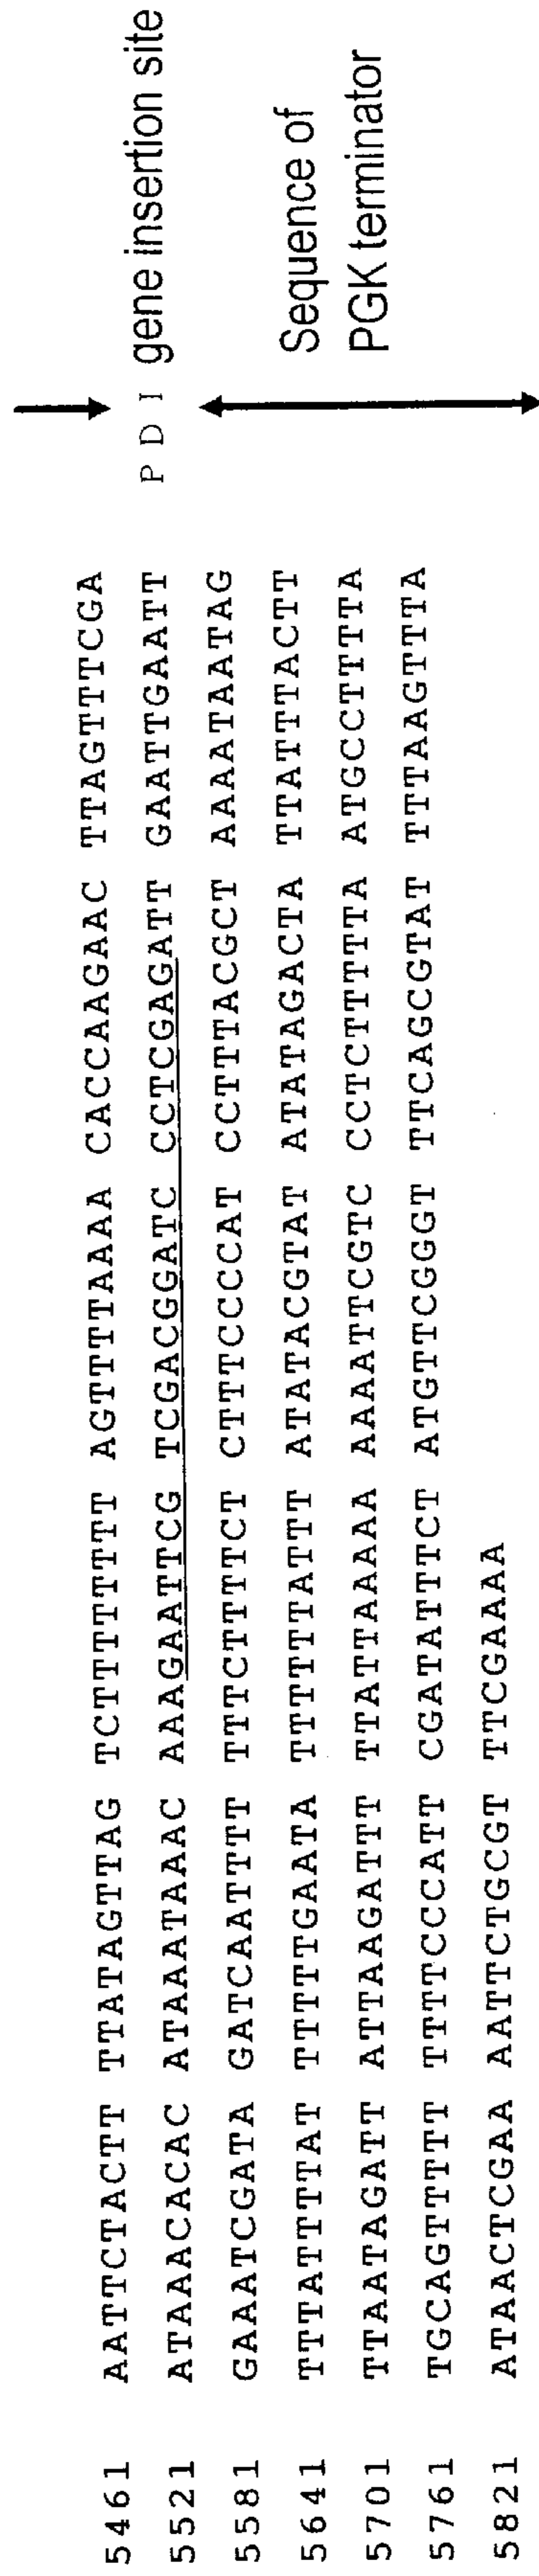 5461 AATTCTACTT TTATAGTTAG TCTTTTTTTT AGTTTTAAAA CACCAAGAAC TTAGTTTCGA
5521 ATAAACACAC ATAAATAAAC AAAGAATTCG TCGACGGATC CCTCGAGATT GAATTGAATT
PDI gene insertion site
5581 GAAATCGATA GATCAATTTT TTTCTTTTCT CTTTCCCCAT CCTTTACGCT AAAATAATAG
5641 TTTATTTTAT TTTTTGAATA TTTTTTATTT ATATACGTAT ATATAGACTA TTATTTACTT
Sequence of
5701 TTAATAGATT ATTAAGATTT TTATTAAAAA AAAATTCGTC CCTCTTTTTA ATGCCTTTTA
PGK terminator
5761 TGCAGTTTTT TTTTCCCATT CGATATTTCT ATGTTCGGGT TTCAGCGTAT TTTAAGTTTA
5821 ATAACTCGAA AATTCTGCGT TTCGAAAA